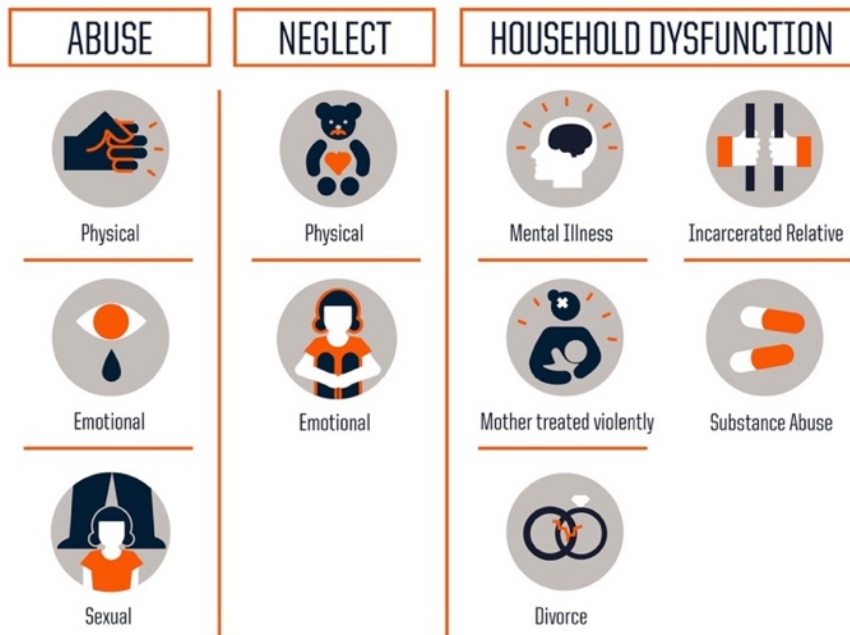 ABUSE
NEGLECT
HOUSEHOLD DYSFUNCTION
Physical
Physical
Mental Illness
Incarcerated Relative
Emotional
Emotional
Mother treated violently
Substance Abuse
Sexual
Divorce